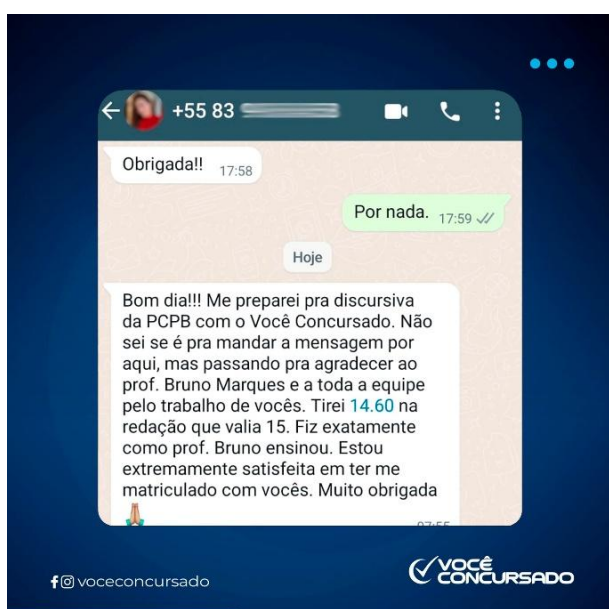 +55 83
Obrigada!! 17:58
Por nada. 17:59
Hoje
Bom dia!!! Me preparei pra discursiva
da PCPB com o Você Concursado. Não
sei se é pra mandar a mensagem por
aqui, mas passando pra agradecer ao
prof. Bruno Marques e a toda a equipe
pelo trabalho de vocês. Tirei 14.60 na
redação que valia 15. Fiz exatamente
como prof. Bruno ensinou. Estou
extremamente satisfeita em ter me
matriculado com vocês. Muito obrigada
voceconcursado
VOCÊ
CONCURSADO